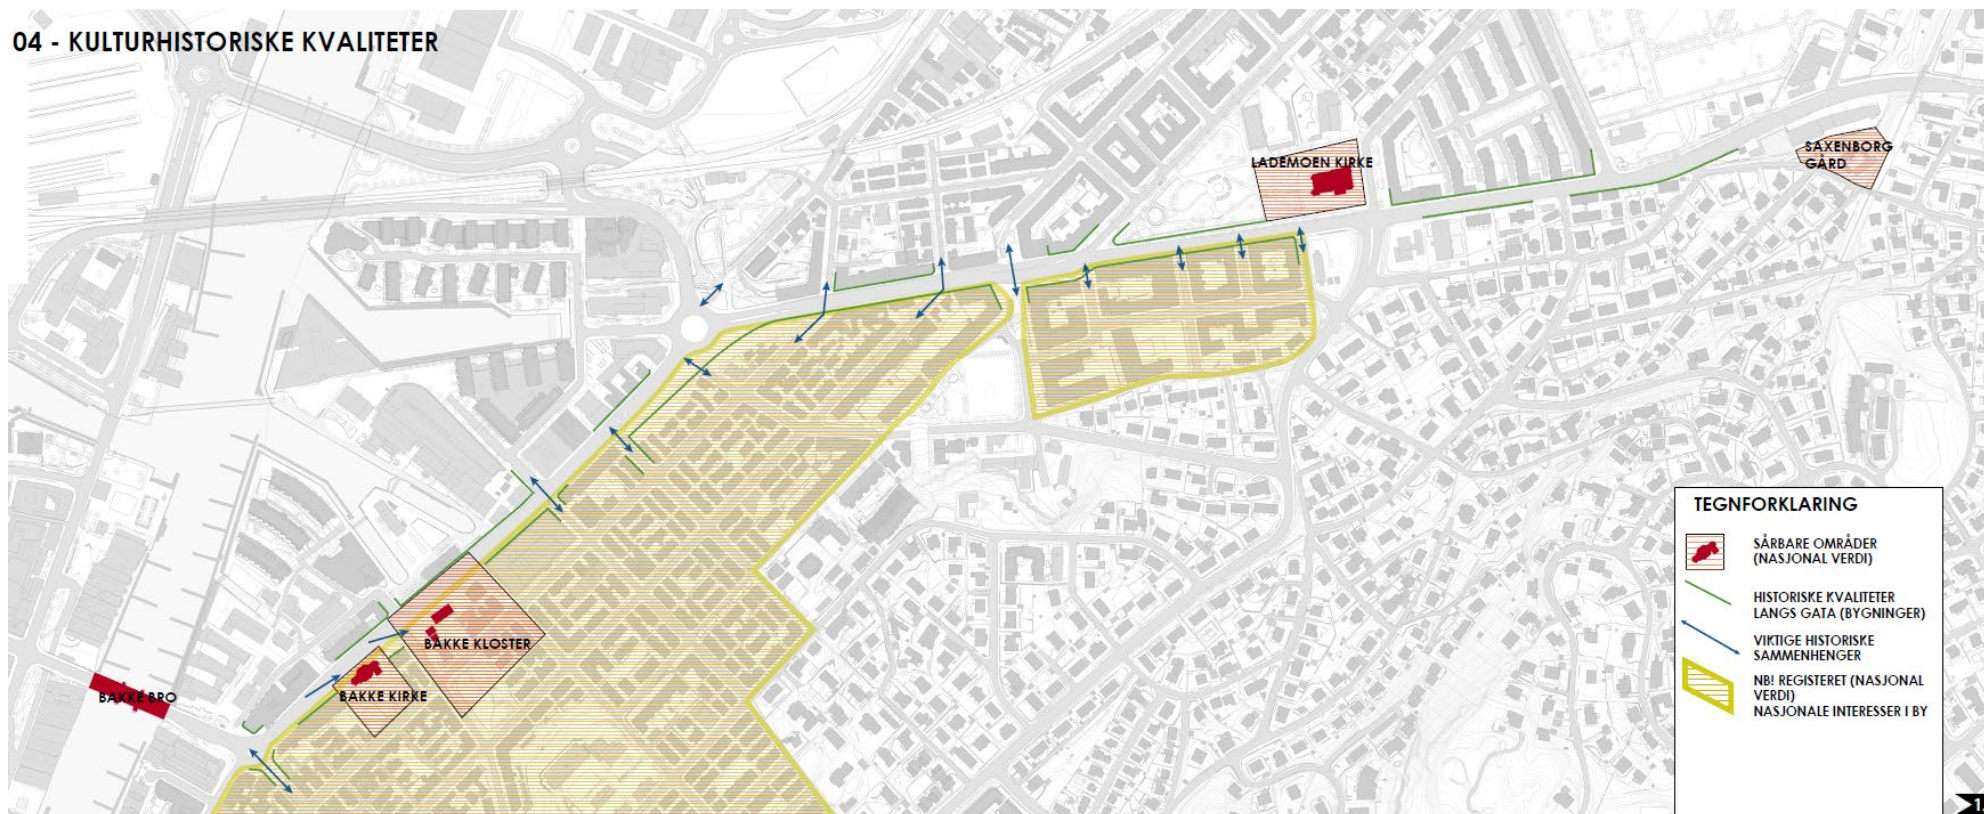 04 - KULTURHISTORISKE KVALITETER
LADEMOEN KIRKE
SAXENBORG
GÅRD
BAKKE KLOSTER
BAKKE KIRKE
BAKKE BRO
TEGNFORKLARING
SÅRBARE OMRÅDER
(NASJONAL VERDI)
HISTORISKE KVALITETER
LANGS GATA (BYGNINGER)
VIKTIGE HISTORISKE
SAMMENHENGER
NB! REGISTERET (NASJONAL
VERDI)
NASJONALE INTERESSER I BY